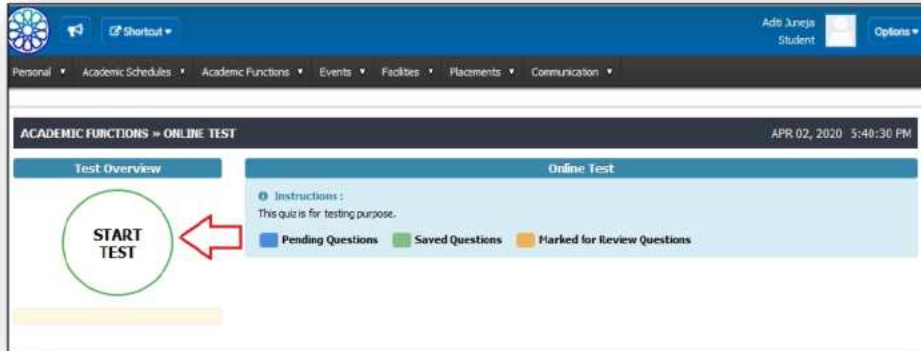 Shortcut
Aditi Juneja
Student
Options
Personal Academic Schedules Academic Functions Events Facilities Placements Communication
ACADEMIC FUNCTIONS » ONLINE TEST APR 02, 2020 5:40:30 PM
Test Overview
START
TEST
Online Test
Instructions :
This quiz is for testing purpose.
Pending Questions Saved Questions Marked for Review Questions